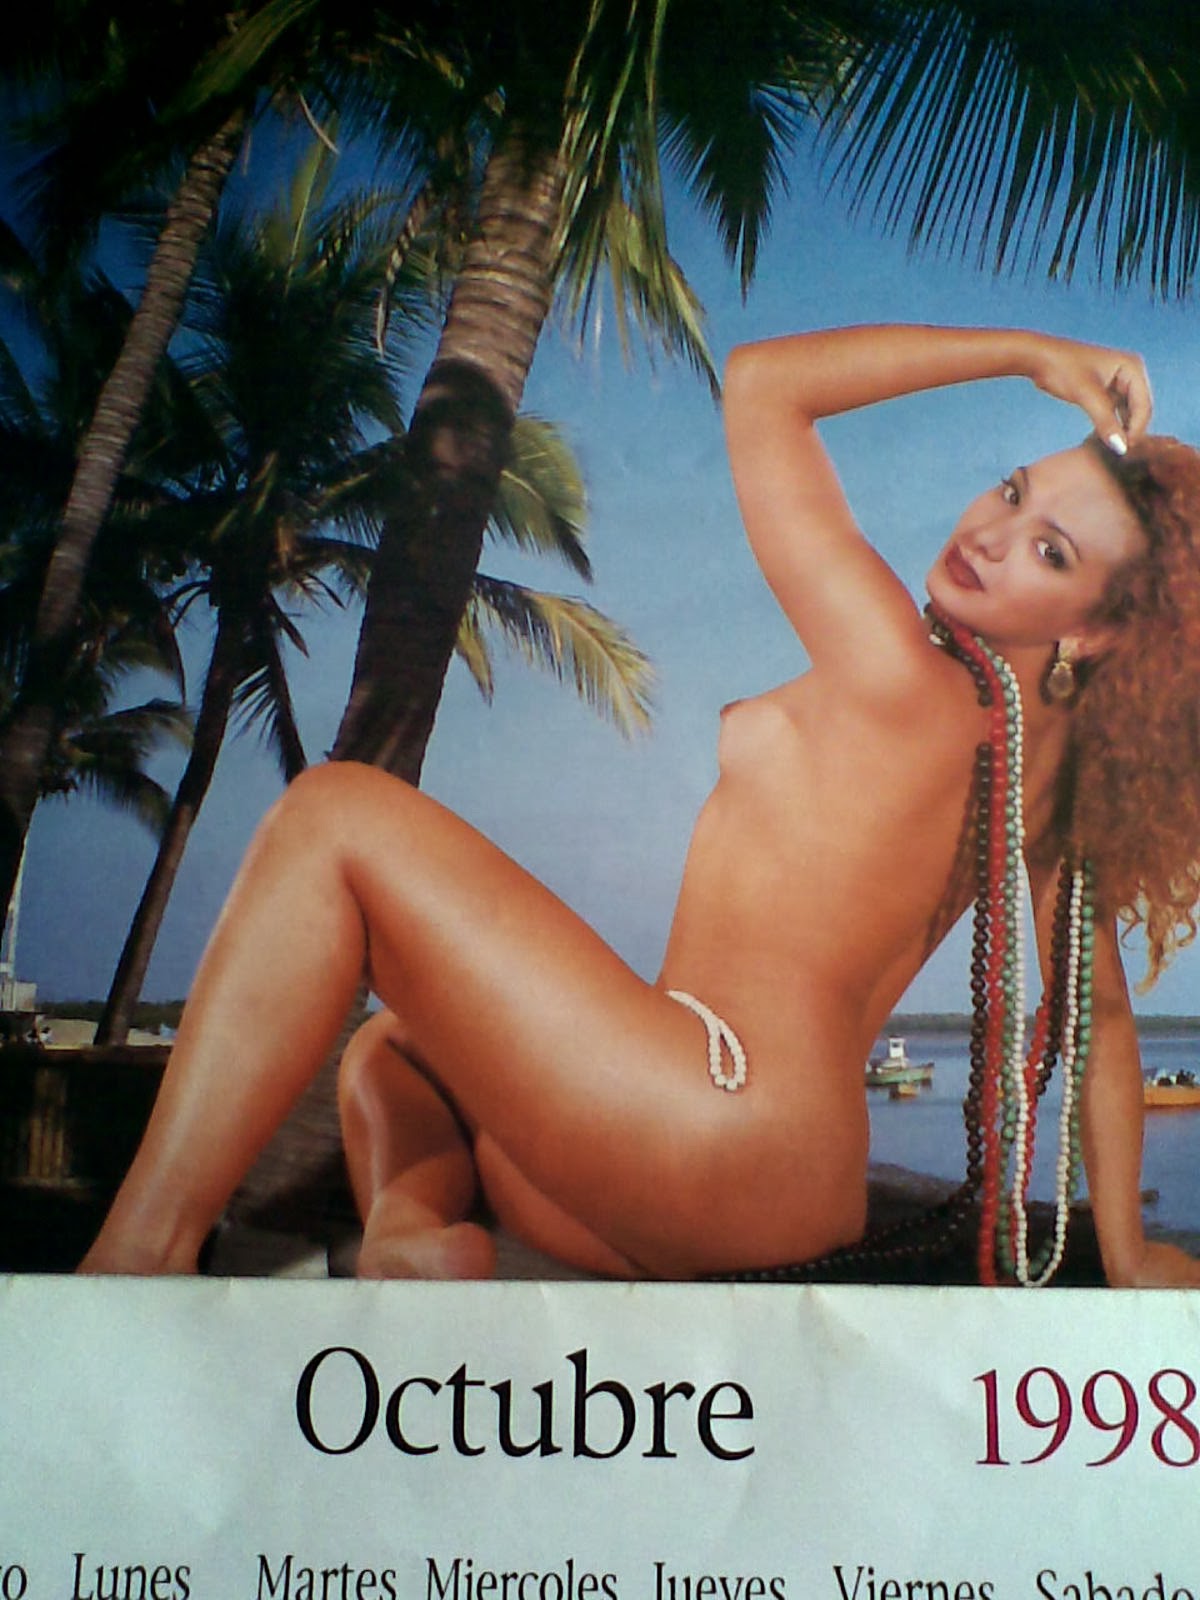 Octubre 1998
Lunes Martes Miercoles Jueves Viernes Sabado